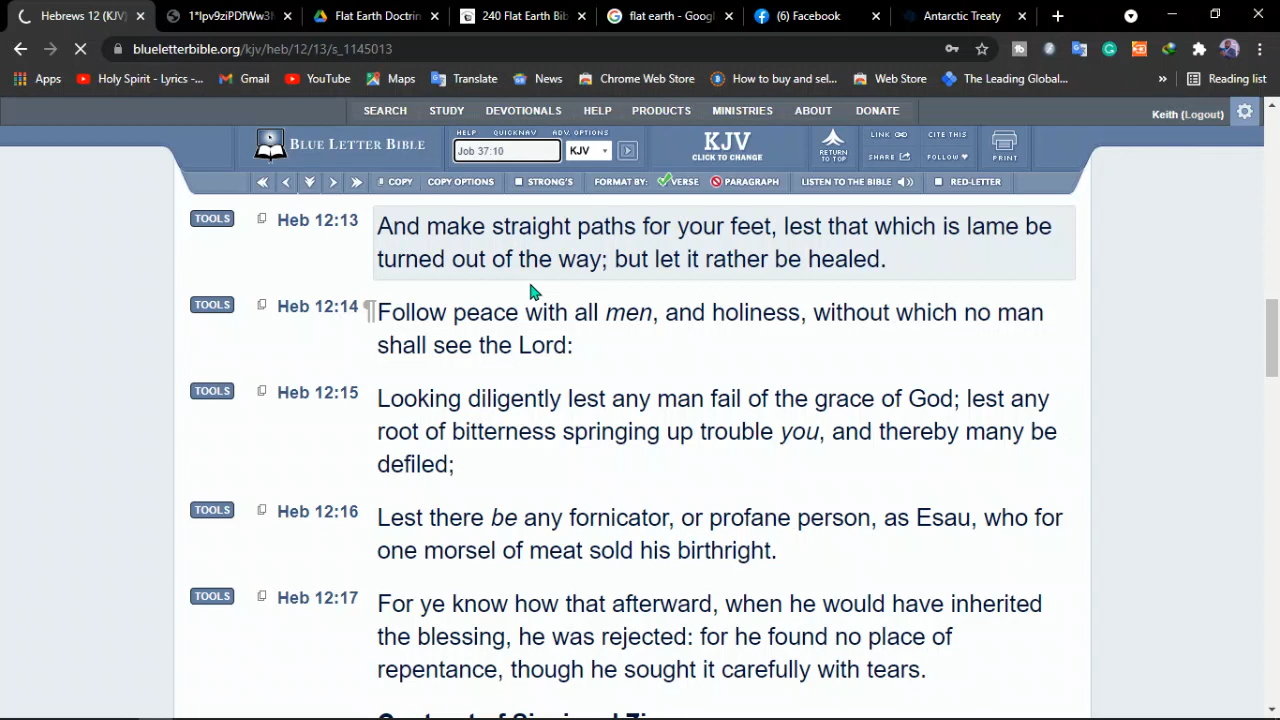 Hebrews 12 (KJV)
1*lpv9ziPDfWw3M
Flat Earth Doctrin
240 Flat Earth Bib
flat earth - Googl
(2) Facebook
Antarctic Treaty
blueletterbible.org/kjv/heb/12/13/s_1145013
Apps
Holy Spirit - Lyrics -...
Gmail
YouTube
Maps
Translate
News
Chrome Web Store
How to buy and sel...
Web Store
The Leading Global...
»
Reading list
SEARCH STUDY DEVOTIONALS HELP PRODUCTS MINISTRIES ABOUT DONATE
Keith (Logout)
BLUE LETTER BIBLE
HELP QUICKNAV ADV. OPTIONS
Job 37:10
KJV
KJV
CLICK TO CHANGE
RETURN
TO TOP
LINK
CITE THIS
SHARE
FOLLOW
PRINT
COPY COPY OPTIONS STRONG'S FORMAT BY: VERSE PARAGRAPH LISTEN TO THE BIBLE RED-LETTER
TOOLS Heb 12:13 And make straight paths for your feet, lest that which is lame be
turned out of the way; but let it rather be healed.
TOOLS Heb 12:14 ¶Follow peace with all men, and holiness, without which no man
shall see the Lord:
TOOLS Heb 12:15 Looking diligently lest any man fail of the grace of God; lest any
root of bitterness springing up trouble you, and thereby many be
defiled;
TOOLS Heb 12:16 Lest there be any fornicator, or profane person, as Esau, who for
one morsel of meat sold his birthright.
TOOLS Heb 12:17 For ye know how that afterward, when he would have inherited
the blessing, he was rejected: for he found no place of
repentance, though he sought it carefully with tears.